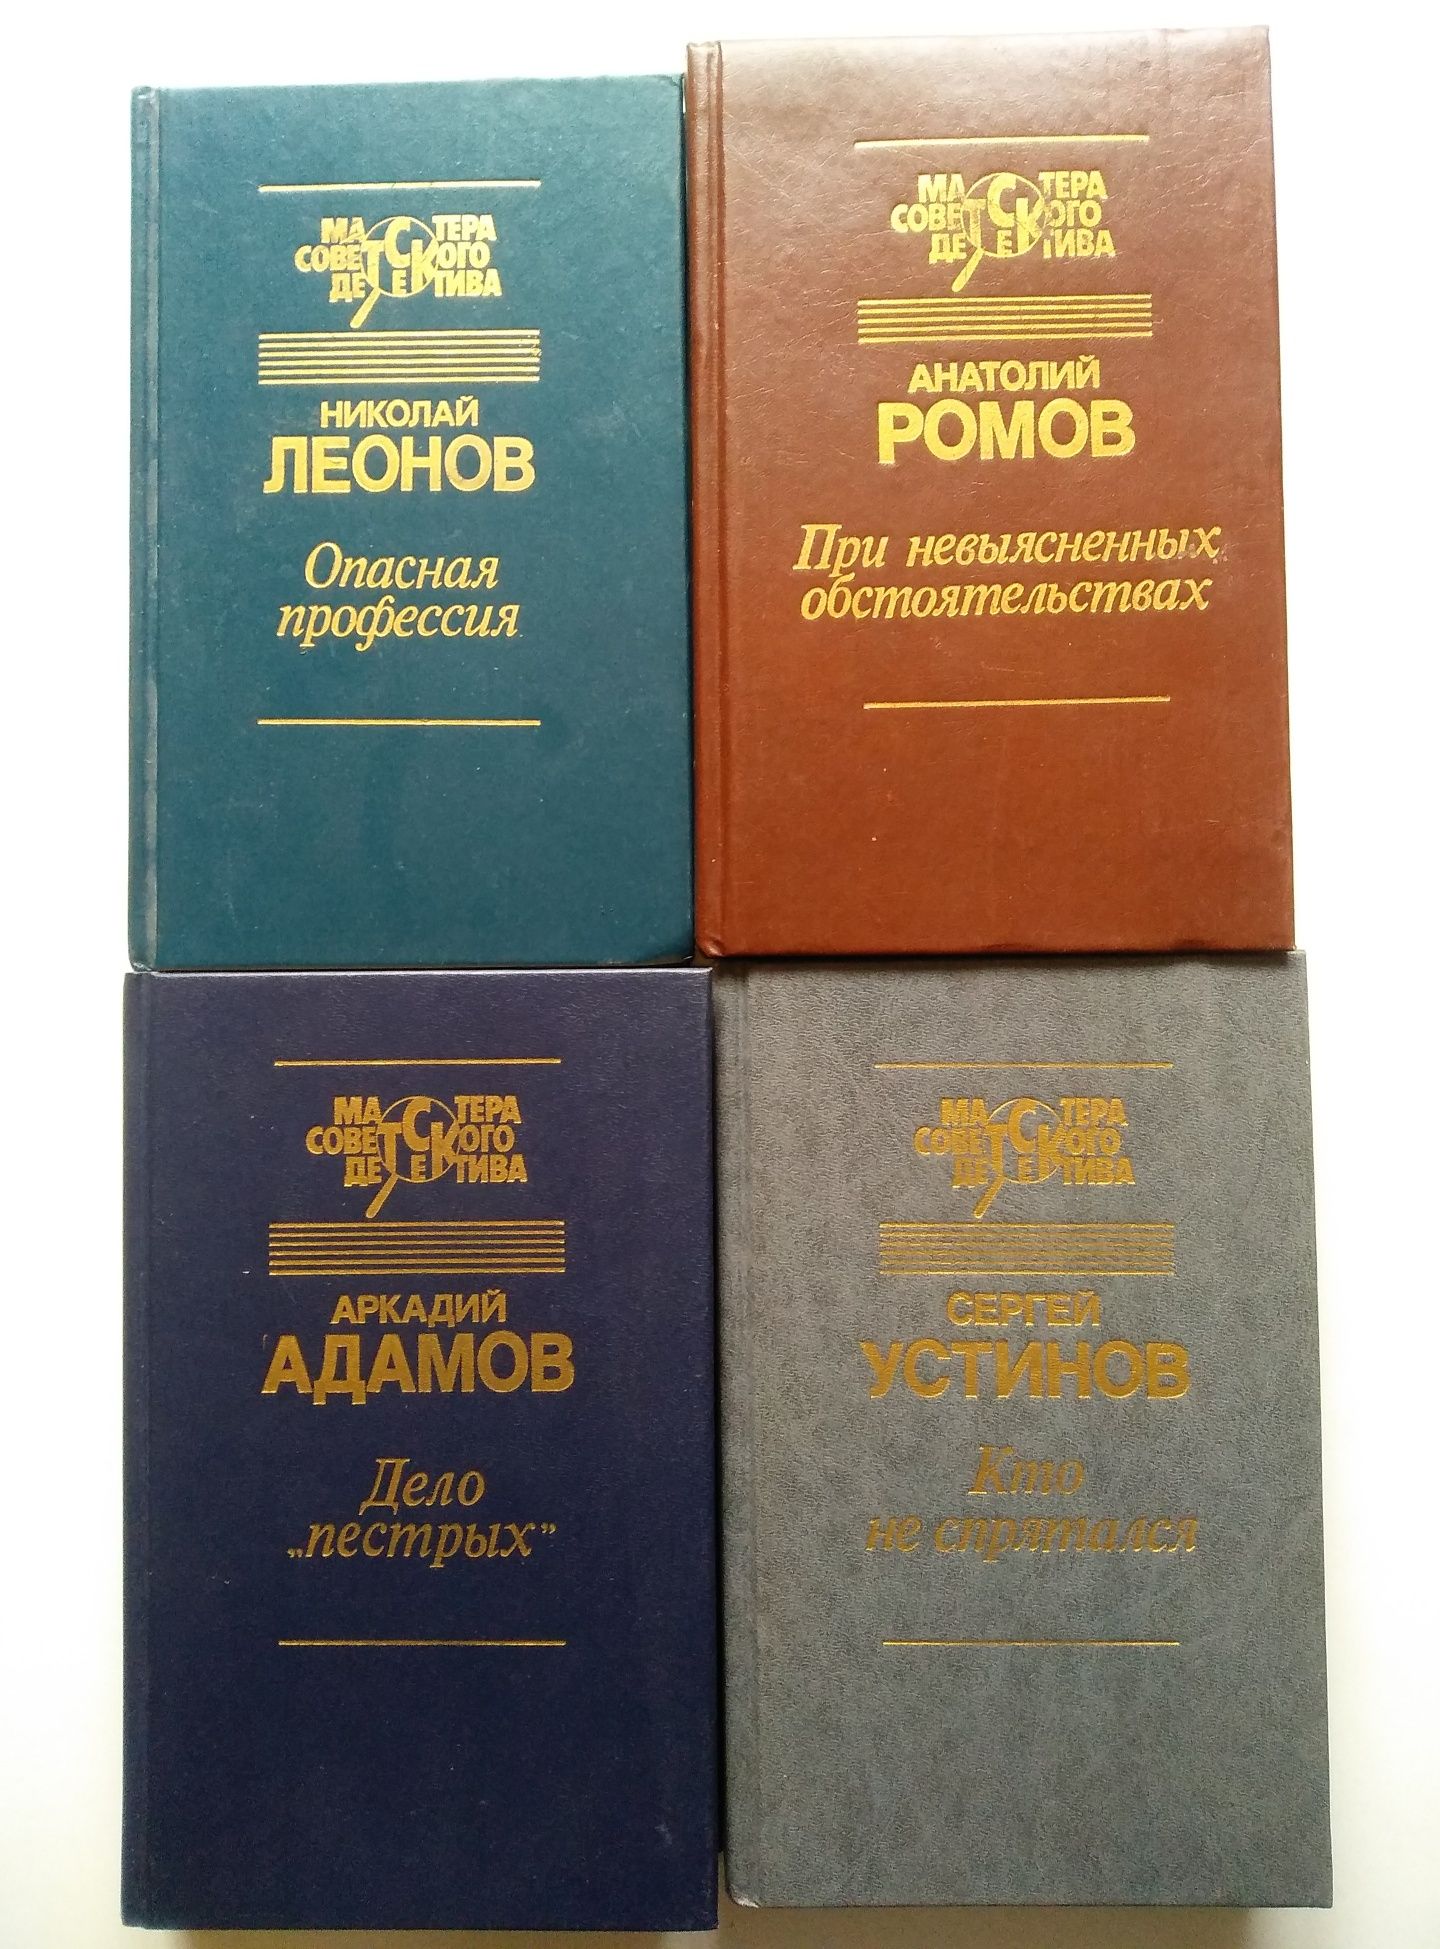 МАСТЕРА
СОВЕТСКОГО
ДЕТЕКТИВА
НИКОЛАЙ
ЛЕОНОВ
Опасная
профессия
МАСТЕРА
СОВЕТСКОГО
ДЕТЕКТИВА
АНАТОЛИЙ
РОМОВ
При невыясненных
обстоятельствах
МАСТЕРА
СОВЕТСКОГО
ДЕТЕКТИВА
АРКАДИЙ
АДАМОВ
Дело
„пестрых”
МАСТЕРА
СОВЕТСКОГО
ДЕТЕКТИВА
СЕРГЕЙ
УСТИНОВ
Кто
не спрятался